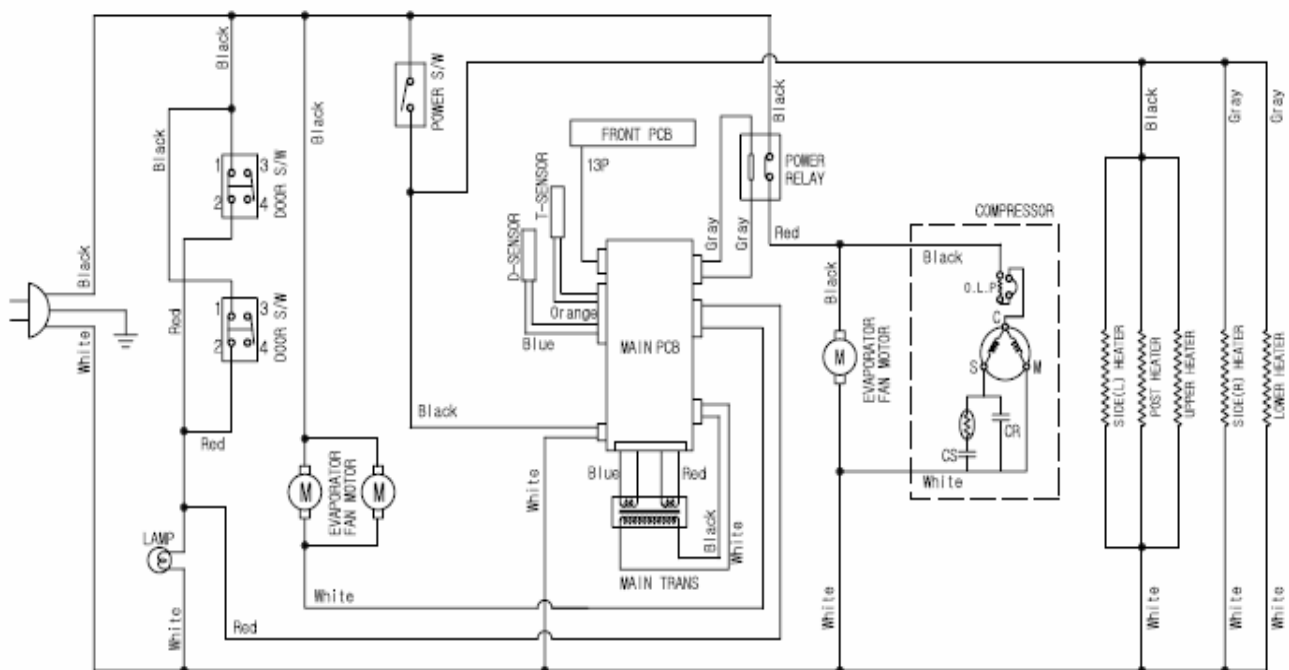 Black
Black
POWER S/W
Black
Black
FRONT PCB
13P
POWER
RELAY
Black
Gray
Gray
1
3
2
4
DOOR S/W
T-SENSOR
D-SENSOR
Gray
Gray
Red
COMPRESSOR
Black
O.L.P
C
S
M
CR
CS
White
Black
White
Red
1
3
2
4
DOOR S/W
Orange
Blue
MAIN PCB
Black
M
EVAPORATOR
FAN MOTOR
SIDE(L) HEATER
POST HEATER
UPPER HEATER
SIDE(R) HEATER
LOWER HEATER
Black
Red
M
M
EVAPORATOR
FAN MOTOR
White
Blue
Red
Black
White
MAIN TRANS
LAMP
White
White
Red
White
White
White
White